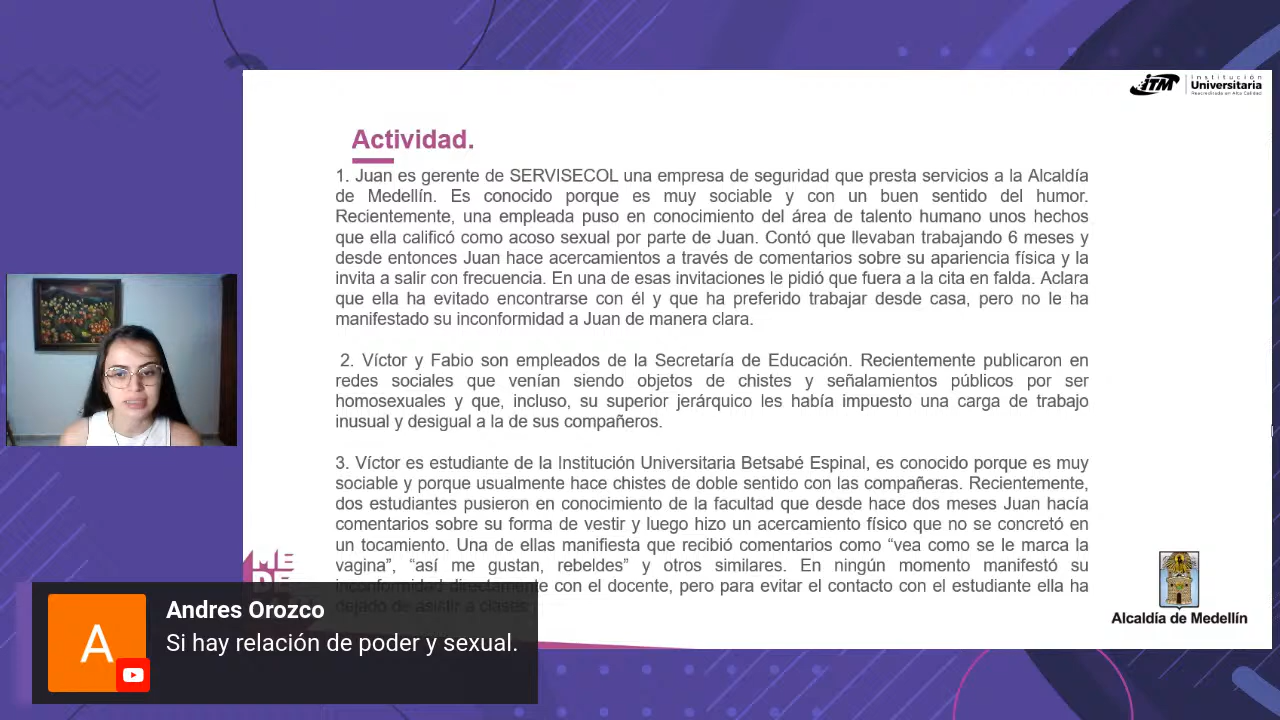 iTM
Institución
Universitaria
Reacreditada en Alta Calidad
Actividad.
1. Juan es gerente de SERVISECOL una empresa de seguridad que presta servicios a la Alcaldía
de Medellín. Es conocido porque es muy sociable y con un buen sentido del humor.
Recientemente, una empleada puso en conocimiento del área de talento humano unos hechos
que ella calificó como acoso sexual por parte de Juan. Contó que llevaban trabajando 6 meses y
desde entonces Juan hace acercamientos a través de comentarios sobre su apariencia física y la
invita a salir con frecuencia. En una de esas invitaciones le pidió que fuera a la cita en falda. Aclara
que ella ha evitado encontrarse con él y que ha preferido trabajar desde casa, pero no le ha
manifestado su inconformidad a Juan de manera clara.
2. Víctor y Fabio son empleados de la Secretaría de Educación. Recientemente publicaron en
redes sociales que venían siendo objetos de chistes y señalamientos públicos por ser
homosexuales y que, incluso, su superior jerárquico les había impuesto una carga de trabajo
inusual y desigual a la de sus compañeros.
3. Víctor es estudiante de la Institución Universitaria Betsabé Espinal, es conocido porque es muy
sociable y porque usualmente hace chistes de doble sentido con las compañeras. Recientemente,
dos estudiantes pusieron en conocimiento de la facultad que desde hace dos meses Juan hacía
comentarios sobre su forma de vestir y luego hizo un acercamiento físico que no se concretó en
un tocamiento. Una de ellas manifiesta que recibió comentarios como “vea como se le marca la
vagina”, “así me gustan, rebeldes” y otros similares. En ningún momento manifestó su
inconformidad directamente con el docente, pero para evitar el contacto con el estudiante ella ha
dejado de asistir a clases.
ME
DE
Alcaldía de Medellín
A
Andres Orozco
Si hay relación de poder y sexual.